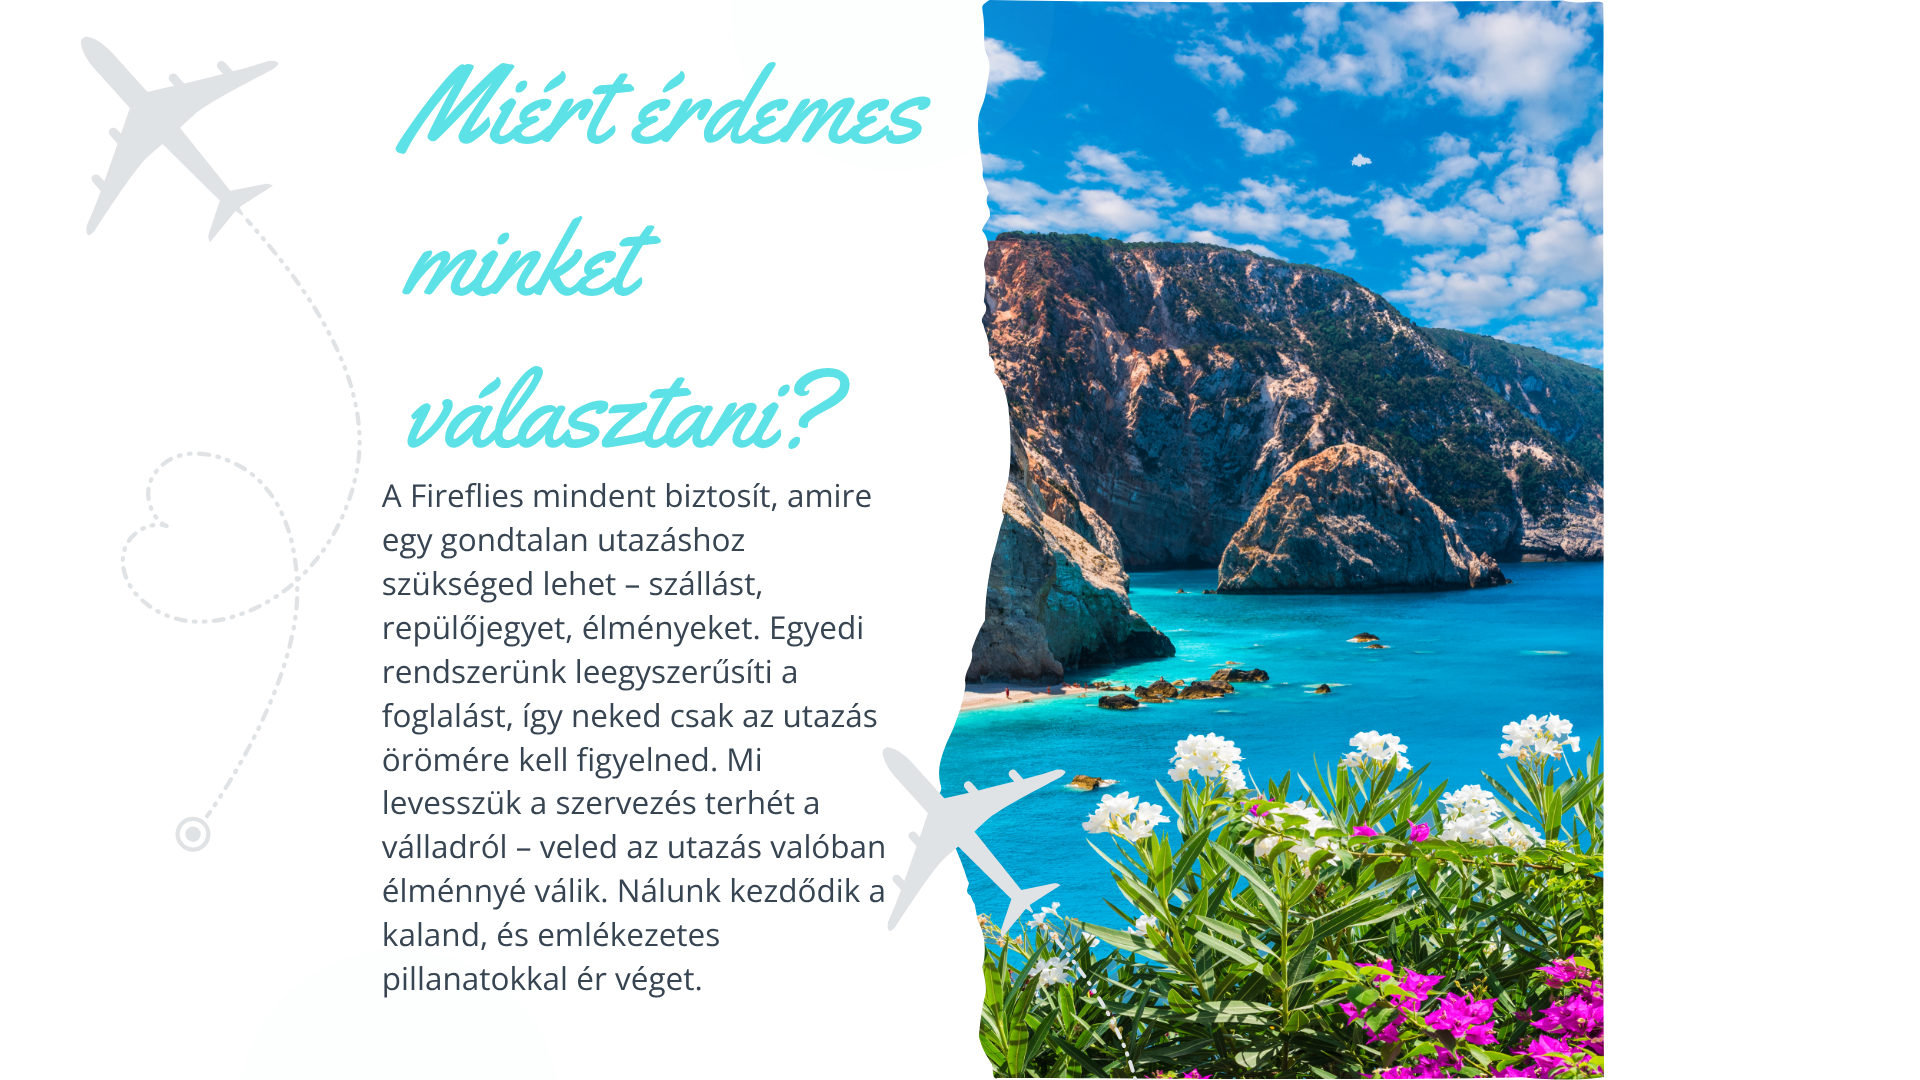 Miért érdemes
minket
választani?
A Fireflies mindent biztosít, amire
egy gondtalan utazáshoz
szükséged lehet – szállást,
repülőjegyet, élményeket. Egyedi
rendszerünk leegyszerűsíti a
foglalást, így neked csak az utazás
örömére kell figyelned. Mi
levesszük a szervezés terhét a
válladról – veled az utazás valóban
élménnyé válik. Nálunk kezdődik a
kaland, és emlékezetes
pillanatokkal ér véget.